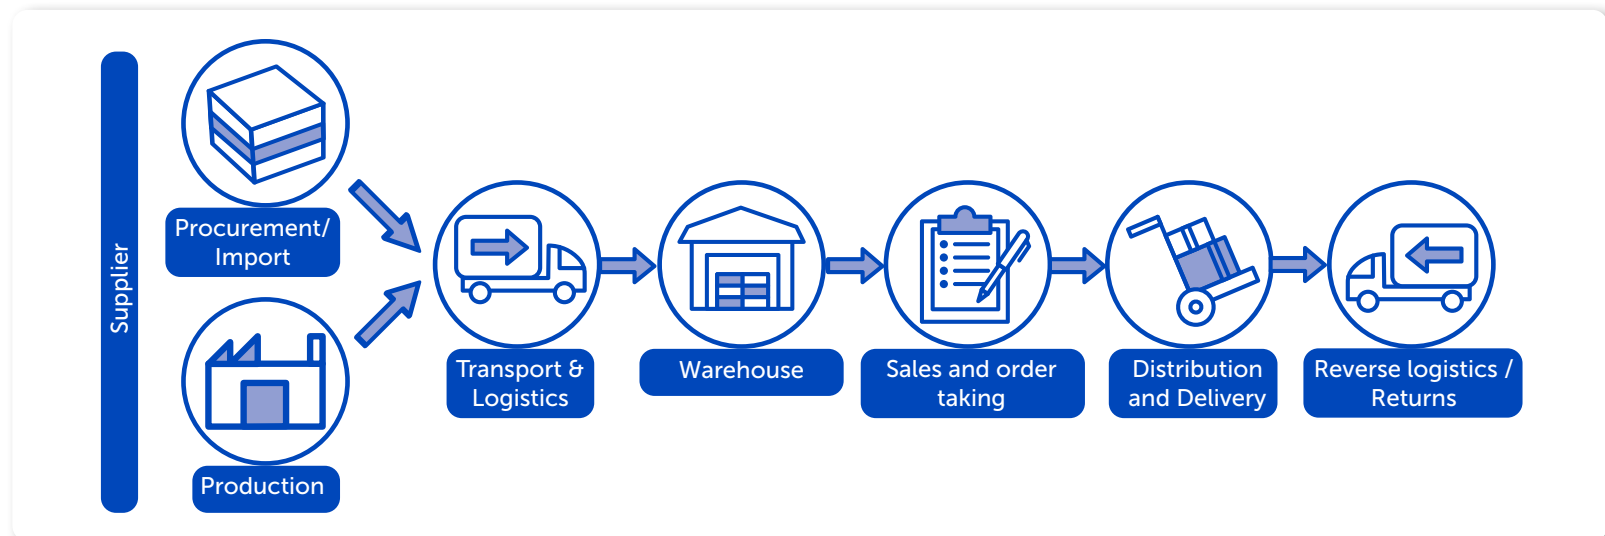 Supplier
Procurement/
Import
Production
Transport &
Logistics
Warehouse
Sales and order
taking
Distribution
and Delivery
Reverse logistics /
Returns